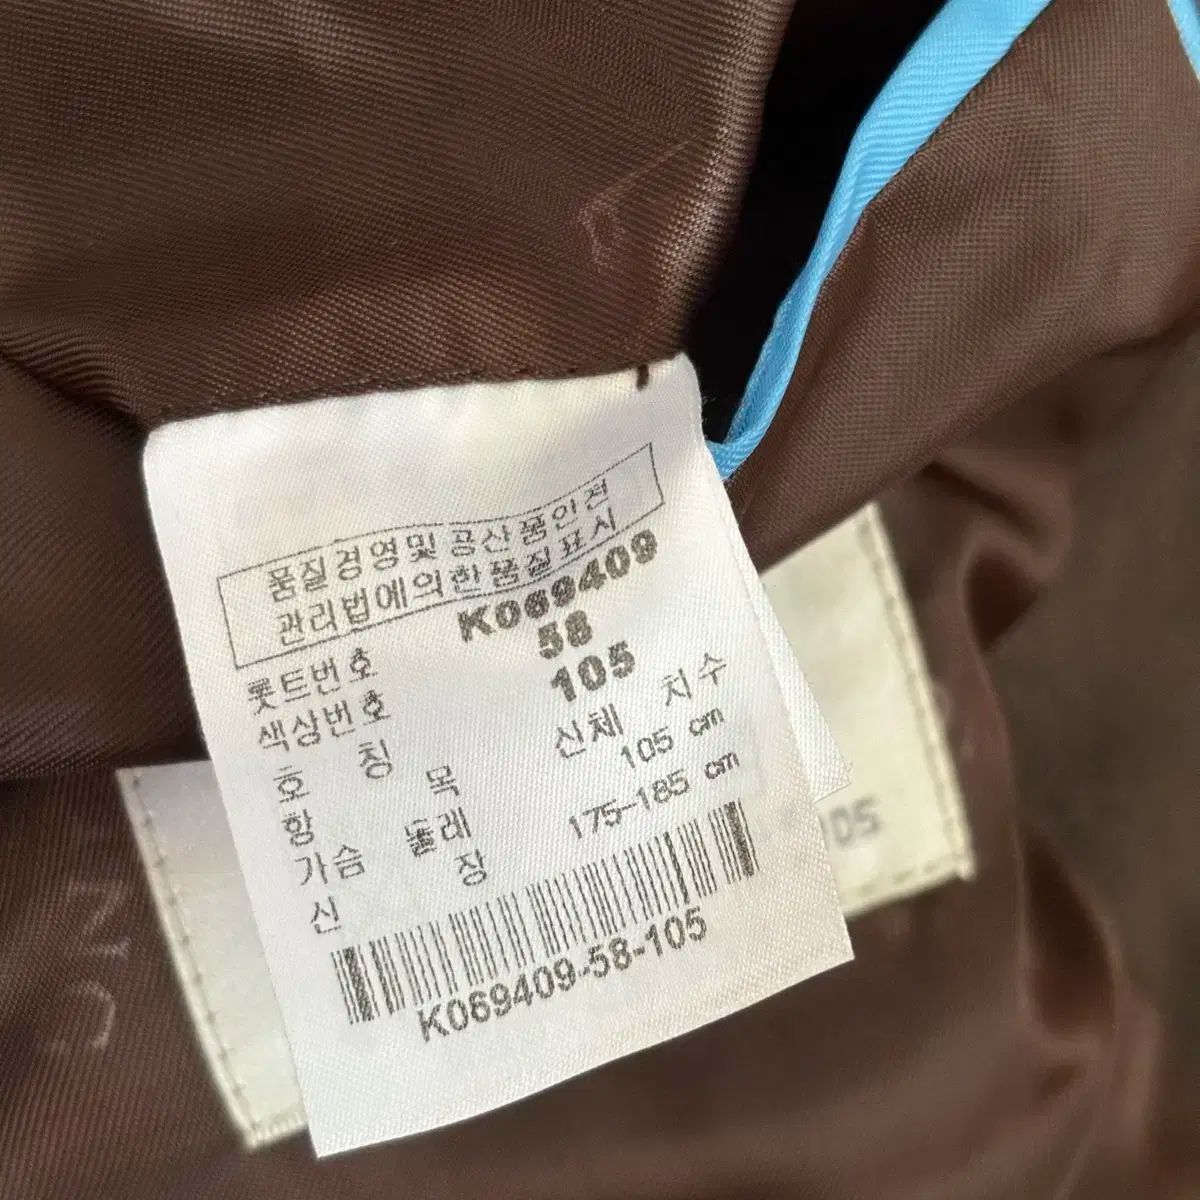 품질경영및 공산품안전
관리법에의한품질표시
롯트번호 K069409
색상번호 58
호 칭 105
항 목 신체 치수
가슴 둘레 105 cm
신 장 175-185 cm
K069409-58-105
105